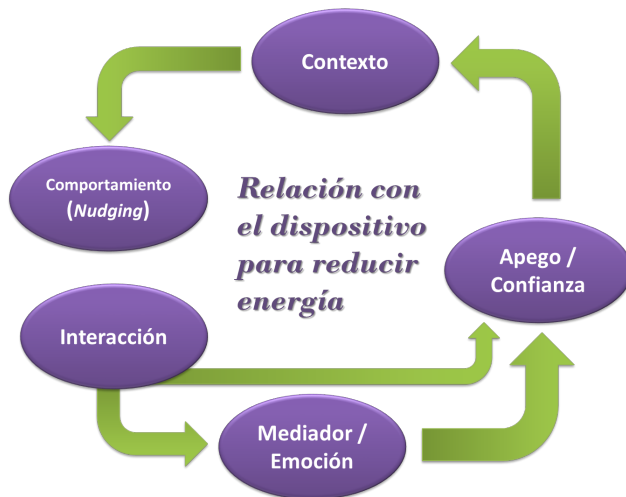 Contexto
Comportamiento
(Nudging)
Relación con
el dispositivo
para reducir
energía
Apego /
Confianza
Interacción
Mediador /
Emoción